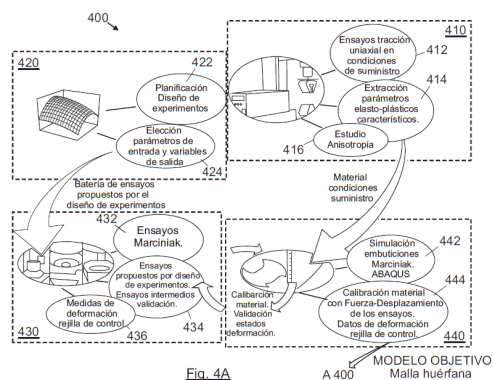 400
420
422
Planificación
Diseño de
experimentos
Elección
parámetros de
entrada y variables
de salida
424
410
Ensayos tracción
uniaxial en
condiciones
de suministro
412
Extracción
parámetros
elasto-plásticos
característicos.
414
Estudio
Anisotropía
416
Batería de ensayos
propuestos por el
diseño de experimentos
Material
condiciones
suministro
432
Ensayos
Marciniak.
Ensayos
propuestos por diseño
de experimentos.
Ensayos intermedios
validación.
434
Medidas de
deformación
rejilla de control
436
430
Calibarción
material.
Validación
estados
deformación.
Simulación
embuticiones
Marciniak.
ABAQUS
442
Calibración material
con Fuerza-Desplazamiento
de los ensayos.
Datos de deformación
rejilla de control.
444
440
A 400
MODELO OBJETIVO
Malla huérfana
Fig. 4A